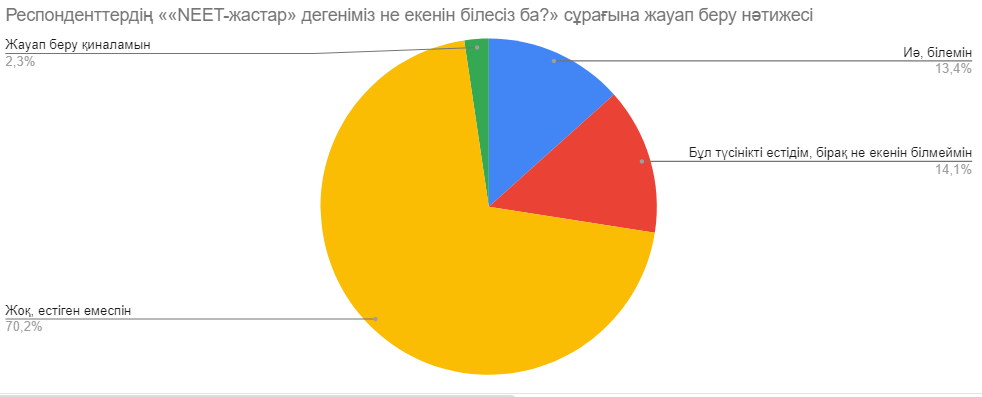 Респонденттердің ««NEET-жастар» дегеніміз не екенін білесіз ба?» сұрағына жауап беру нәтижесі
Жауап беру қиналамын
2,3%
Иә, білемін
13,4%
Бұл түсінікті естідім, бірақ не екенін білмеймін
14,1%
Жоқ, естіген емеспін
70,2%